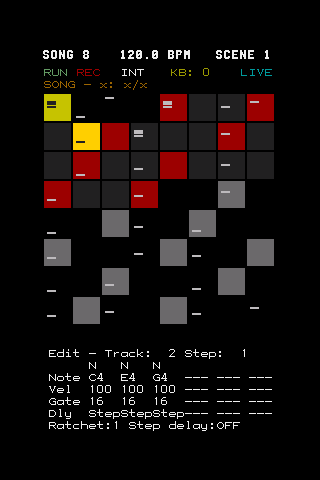 SONG 8 120.0 BPM SCENE 1
RUN REC INT KB: 0 LIVE
SONG - x: x/x
Edit - Track: 2 Step: 1
N N N
Note C4 E4 G4 --- --- ---
Vel 100 100 100 --- --- ---
Gate 16 16 16 --- --- ---
Dly StepStepStep--- --- ---
Ratchet:1 Step delay:OFF